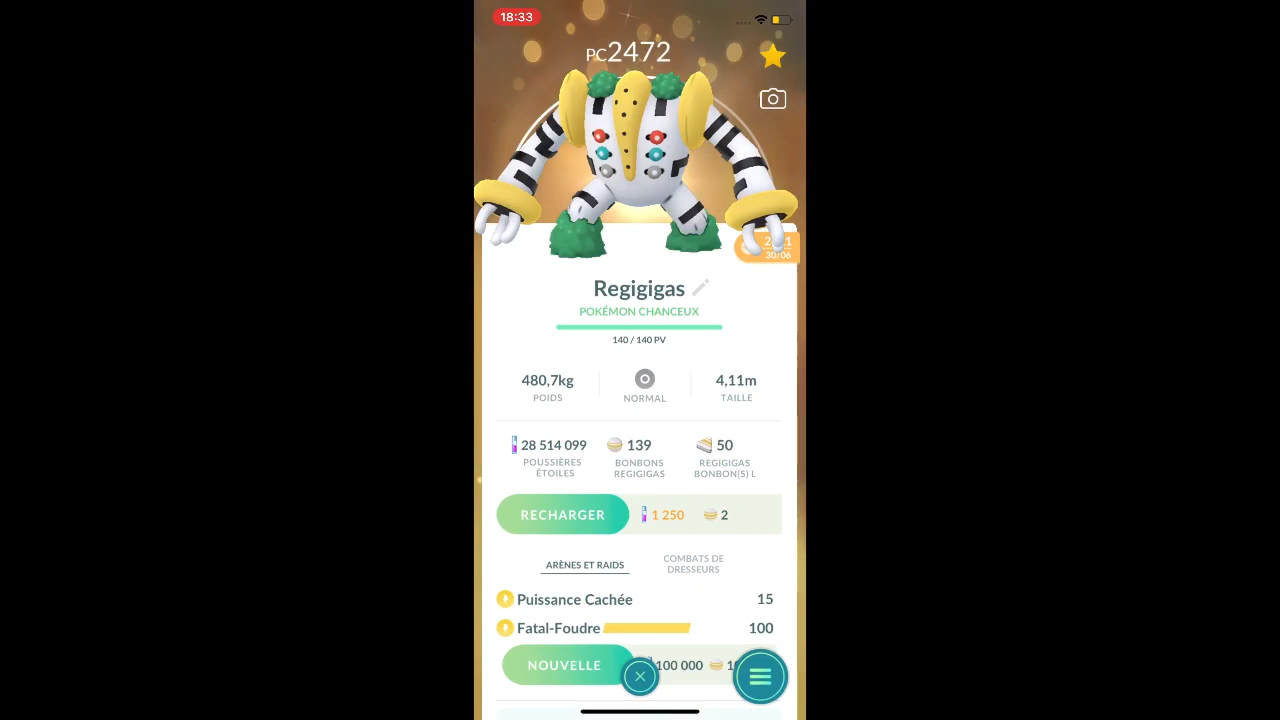 18:33
PC2472
30/06
Regigigas
POKÉMON CHANCEUX
140 / 140 PV
480,7kg
NORMAL
4,11m
POIDS
TAILLE
28 514 099
139
50
POUSSIÈRES
ÉTOILES
BONBONS
REGIGIGAS
REGIGIGAS
BONBON(S) L
RECHARGER
1 250
2
ARÈNES ET RAIDS
COMBATS DE
DRESSEURS
Puissance Cachée
15
Fatal-Foudre
100
NOUVELLE
100 000